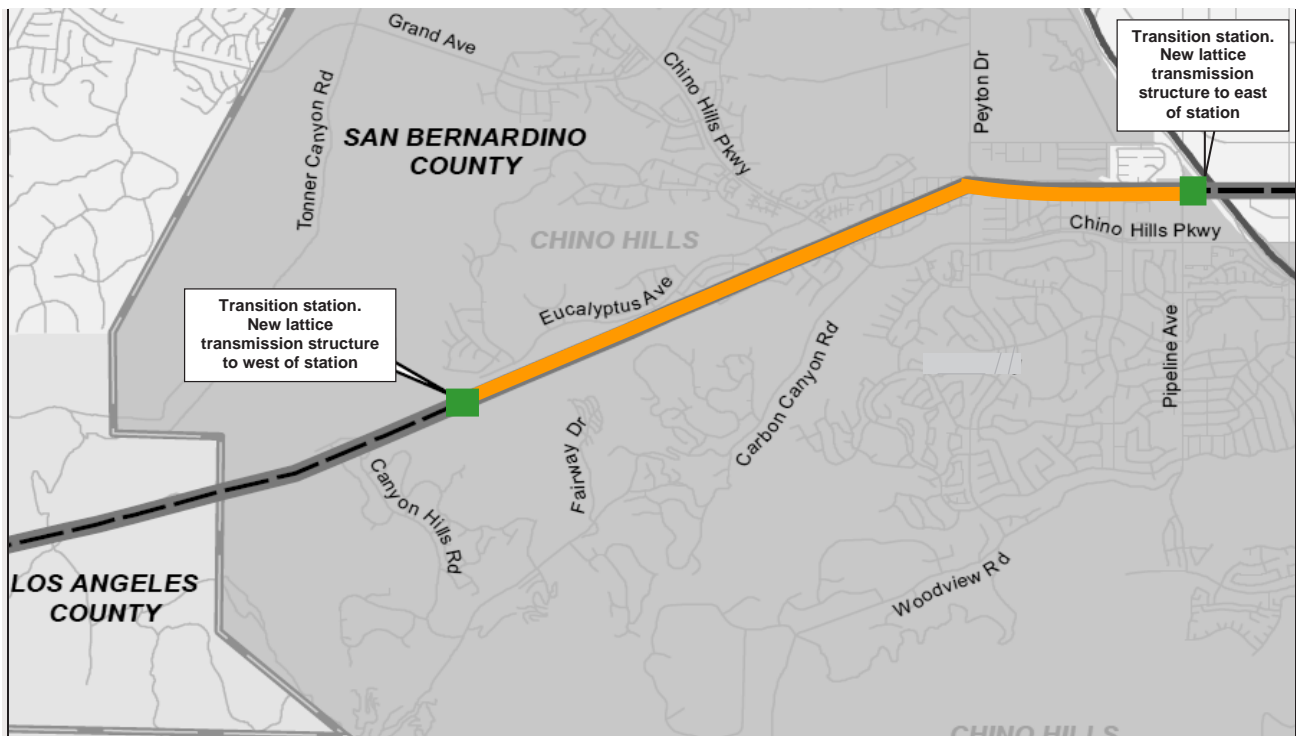 Grand Ave
Transition station.
New lattice
transmission
structure to east
of station
Chino Hills Pkwy
Peyton Dr
Tonner Canyon Rd
SAN BERNARDINO
COUNTY
CHINO HILLS
Chino Hills Pkwy
Eucalyptus Ave
Transition station.
New lattice
transmission structure
to west of station
Carbon Canyon Rd
Pipeline Ave
Fairway Dr
Canyon Hills Rd
LOS ANGELES
COUNTY
Woodview Rd
CHINO HILLS